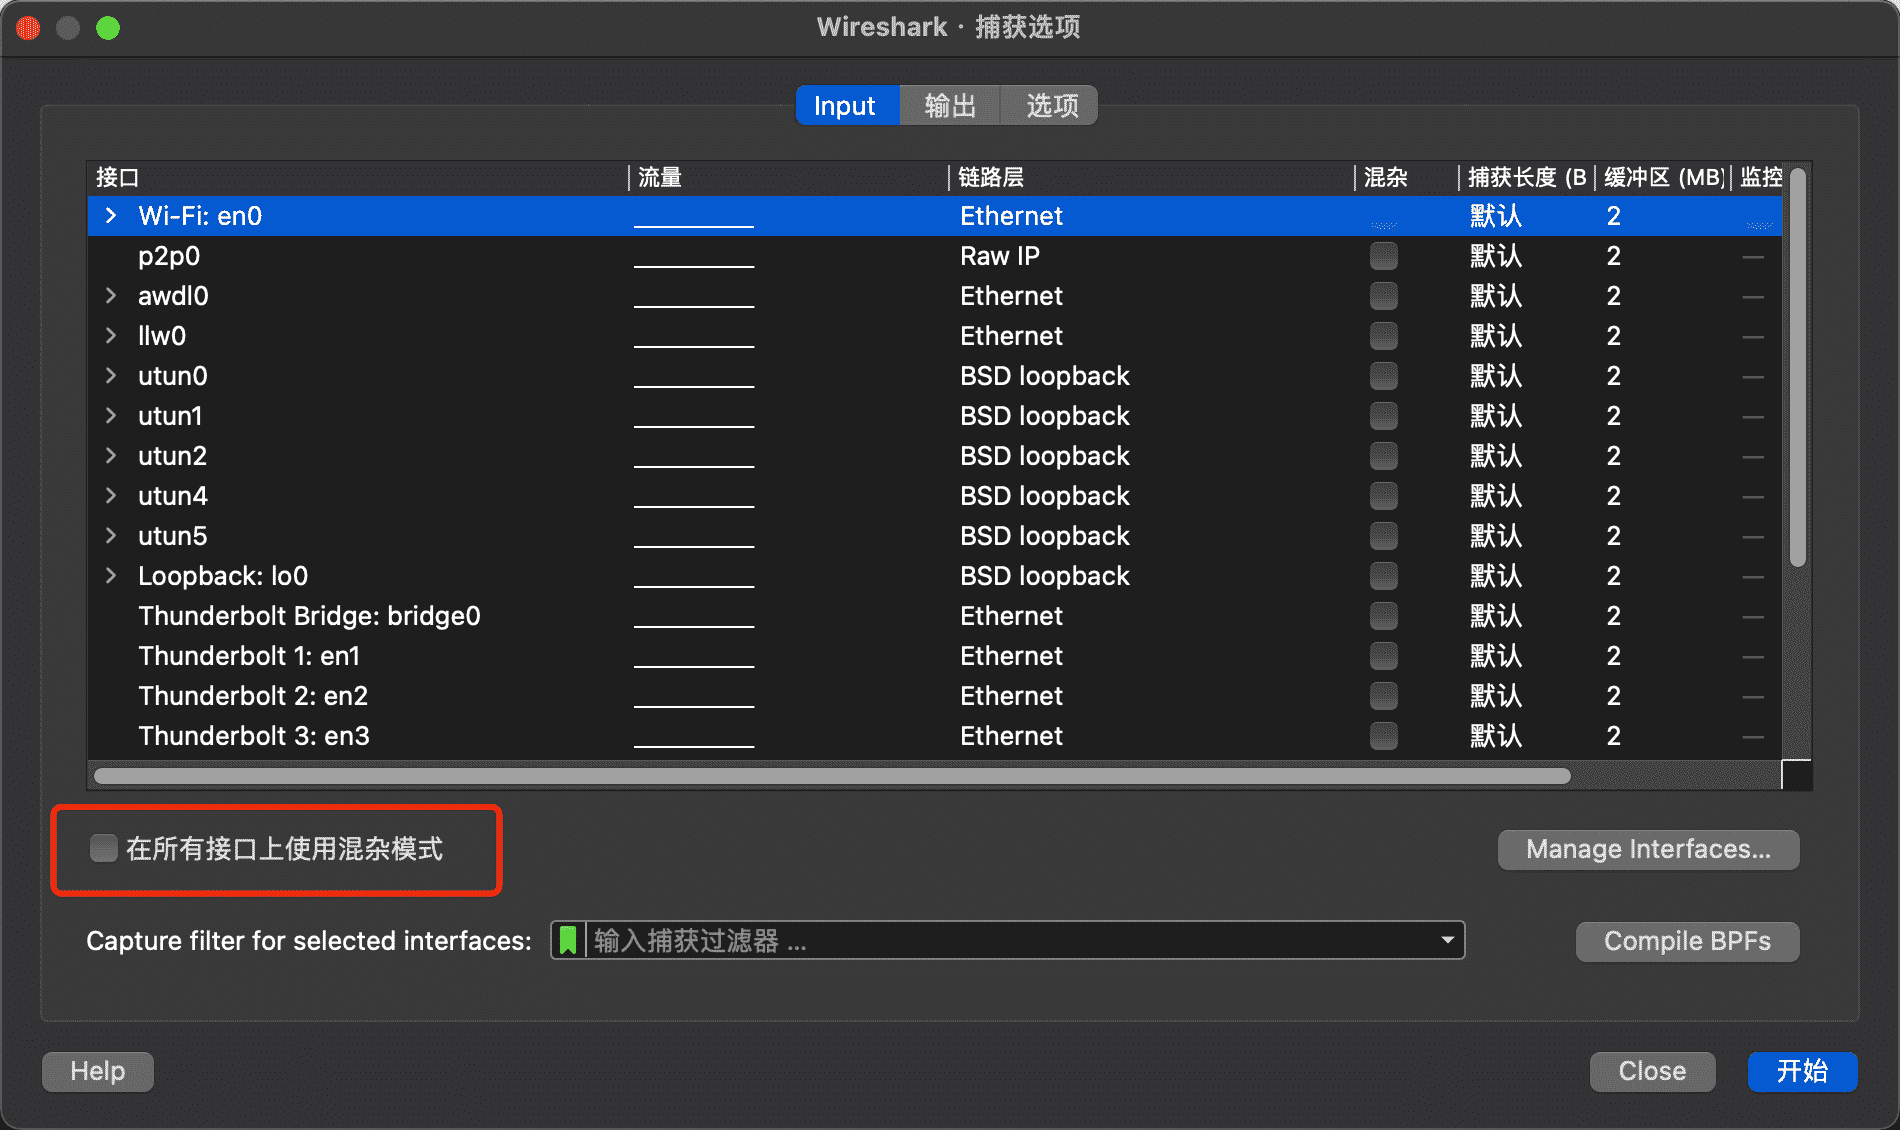 Wireshark · 捕获选项
Input 输出 选项
接口 流量 链路层 混杂 捕获长度 (B 缓冲区 (MB) 监控
Wi-Fi: en0 Ethernet 默认 2
p2p0 Raw IP 默认 2 —
awdl0 Ethernet 默认 2 —
llw0 Ethernet 默认 2 —
utun0 BSD loopback 默认 2 —
utun1 BSD loopback 默认 2 —
utun2 BSD loopback 默认 2 —
utun4 BSD loopback 默认 2 —
utun5 BSD loopback 默认 2 —
Loopback: lo0 BSD loopback 默认 2 —
Thunderbolt Bridge: bridge0 Ethernet 默认 2 —
Thunderbolt 1: en1 Ethernet 默认 2 —
Thunderbolt 2: en2 Ethernet 默认 2 —
Thunderbolt 3: en3 Ethernet 默认 2 —
在所有接口上使用混杂模式 Manage Interfaces...
Capture filter for selected interfaces: 输入捕获过滤器 ... Compile BPFs
Help Close 开始